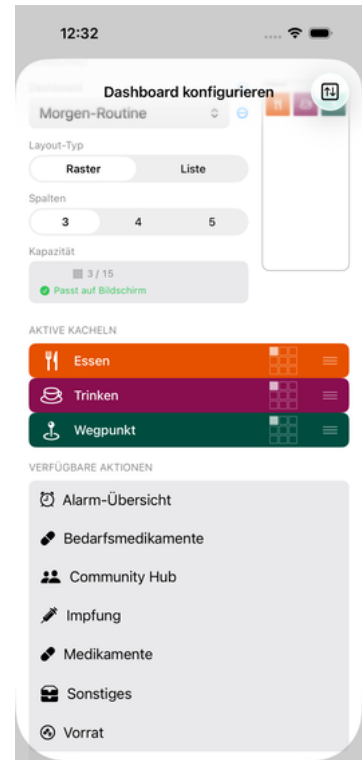 12:32
Dashboard konfigurieren
Morgen-Routine
Layout-Typ
Raster Liste
Spalten
3 4 5
Kapazität
3 / 15
Passt auf Bildschirm
AKTIVE KACHELN
Essen
Trinken
Wegpunkt
VERFÜGBARE AKTIONEN
Alarm-Übersicht
Bedarfsmedikamente
Community Hub
Impfung
Medikamente
Sonstiges
Vorrat